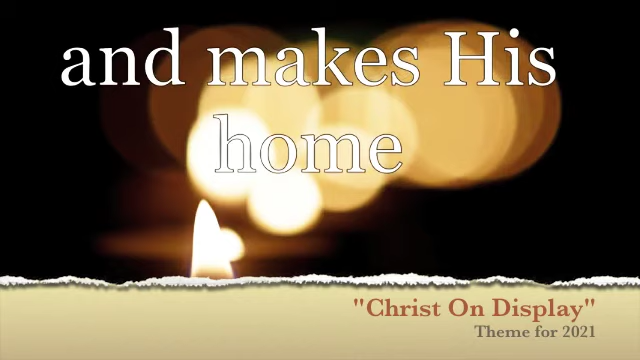 and makes His
home
"Christ On Display"
Theme for 2021